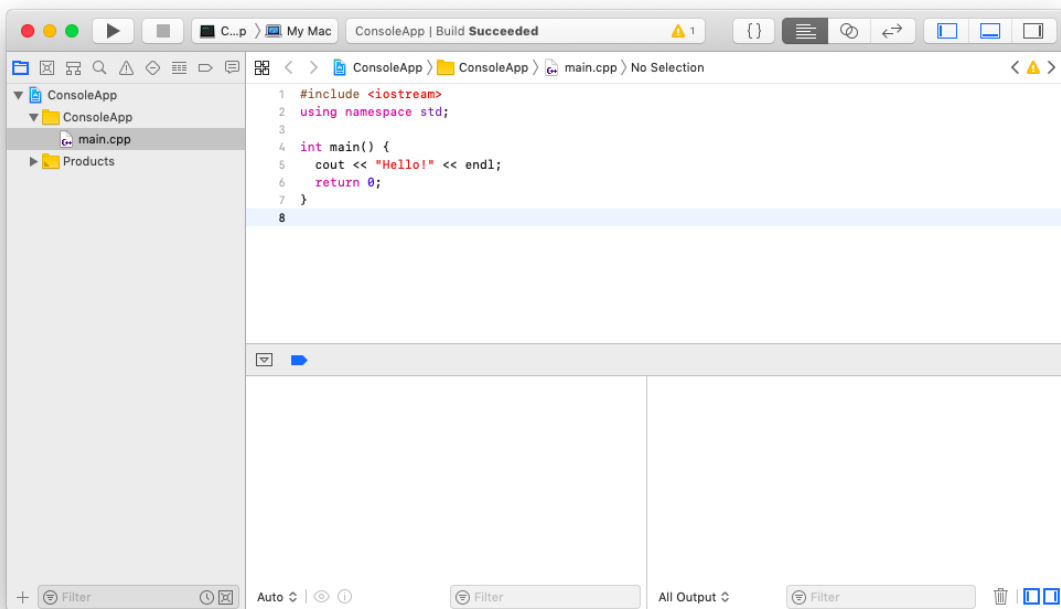 C...p 〉 My Mac
ConsoleApp | Build Succeeded
1
{}
ConsoleApp 〉 ConsoleApp 〉 main.cpp 〉 No Selection
ConsoleApp
ConsoleApp
C++ main.cpp
Products
1 #include <iostream>
2 using namespace std;
3
4 int main() {
5 cout << "Hello!" << endl;
6 return 0;
7 }
8
Filter
Auto
Filter
All Output
Filter